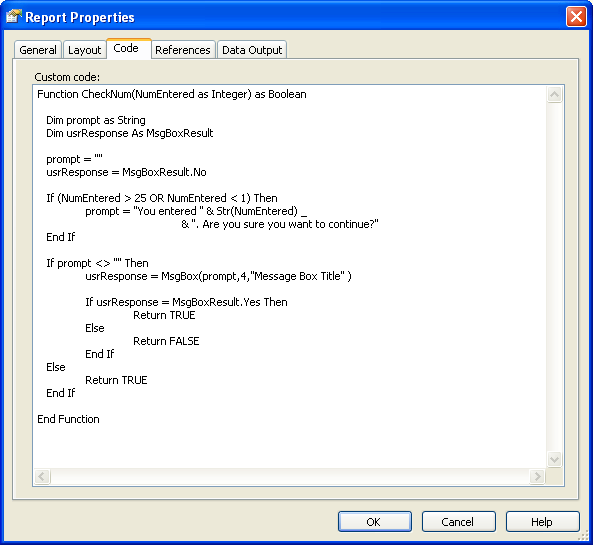 Report Properties
General Layout Code References Data Output
Custom code:
Function CheckNum(NumEntered as Integer) as Boolean
Dim prompt as String
Dim usrResponse As MsgBoxResult
prompt = ""
usrResponse = MsgBoxResult.No
If (NumEntered > 25 OR NumEntered < 1) Then
prompt = "You entered " & Str(NumEntered) _
& ". Are you sure you want to continue?"
End If
If prompt <> "" Then
usrResponse = MsgBox(prompt,4,"Message Box Title" )
If usrResponse = MsgBoxResult.Yes Then
Return TRUE
Else
Return FALSE
End If
Else
Return TRUE
End If
End Function
OK Cancel Help